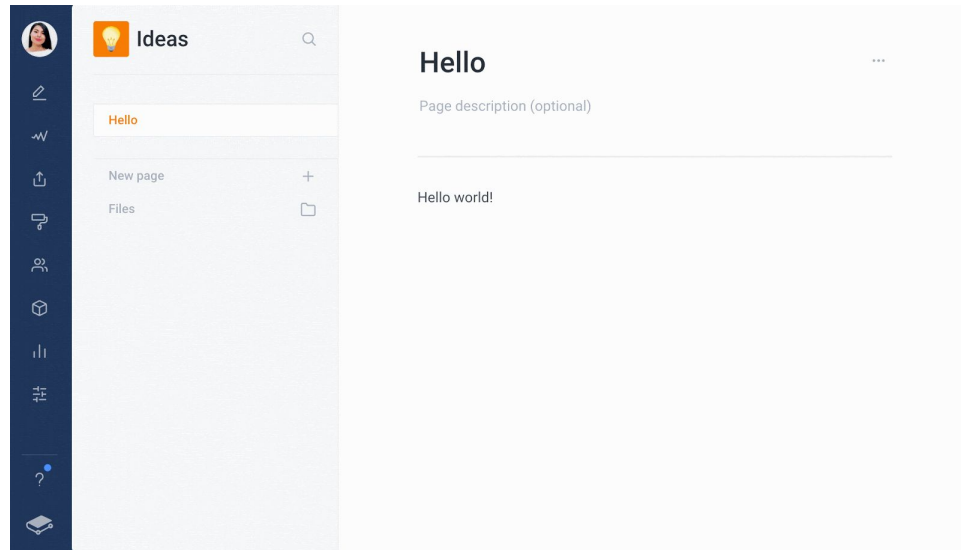 Ideas
Hello
New page
Files
Hello
Page description (optional)
Hello world!
?